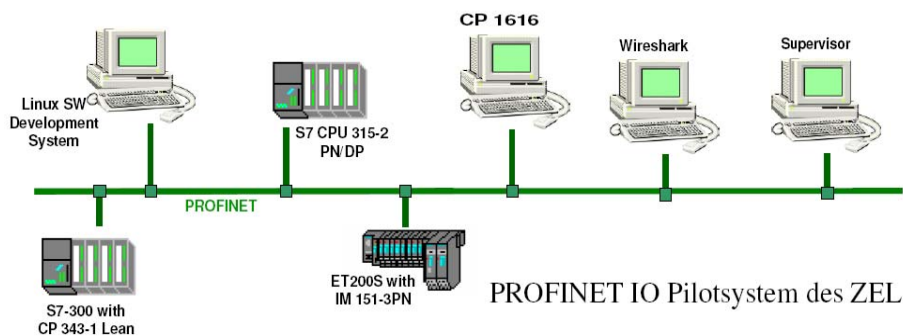 CP 1616
Wireshark
Supervisor
Linux SW
Development
System
S7 CPU 315-2
PN/DP
PROFINET
S7-300 with
CP 343-1 Lean
ET200S with
IM 151-3PN
PROFINET IO Pilotsystem des ZEL